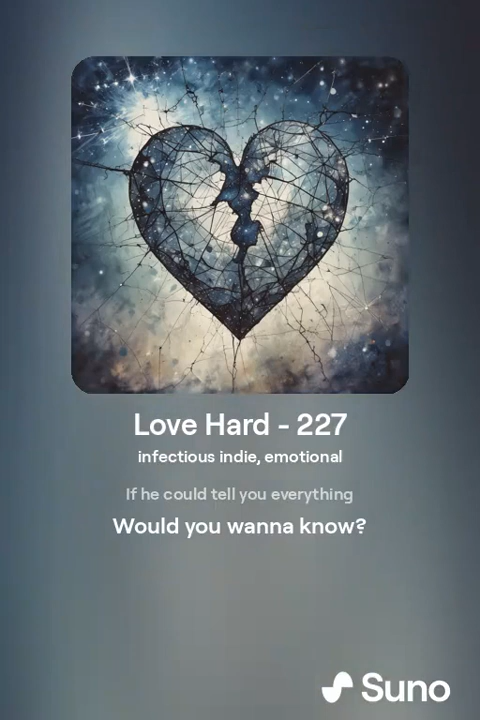 Love Hard - 227
infectious indie, emotional
If he could tell you everything
Would you wanna know?
Suno